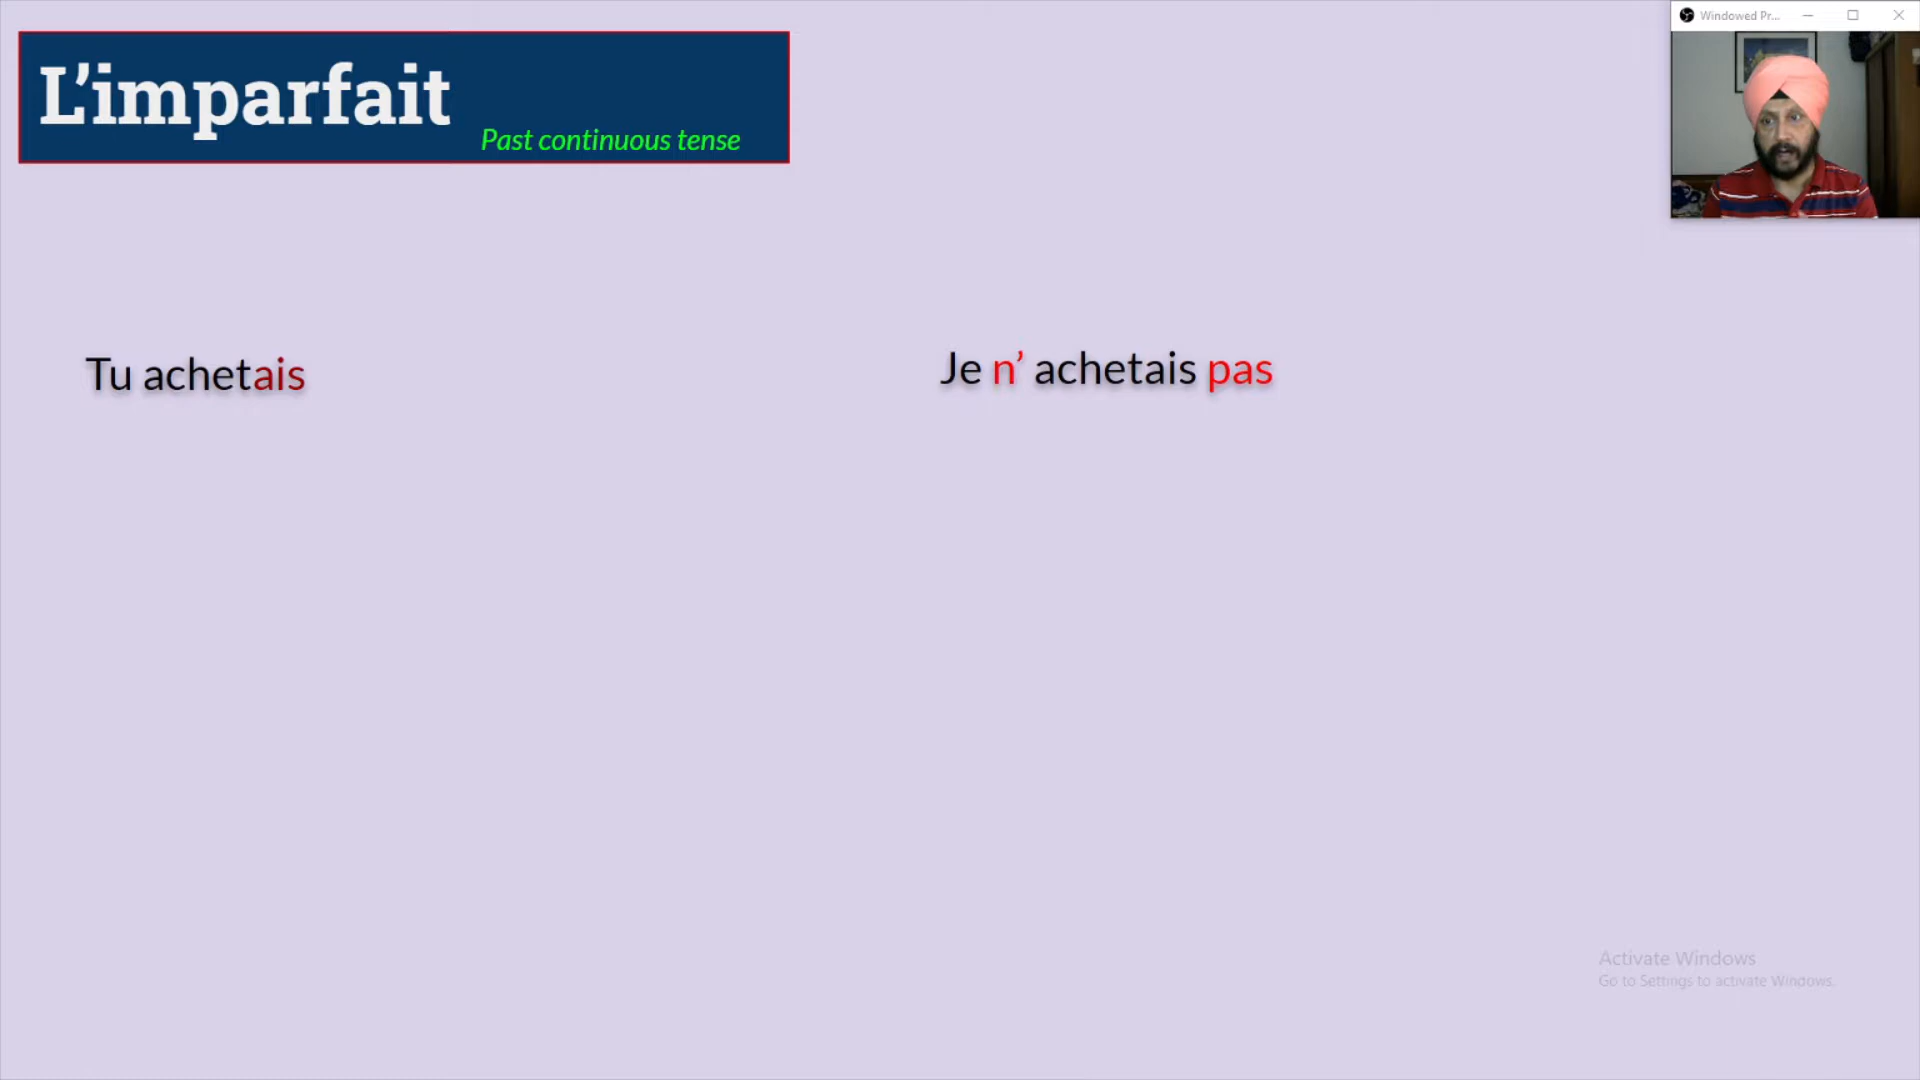 Windowed Pr...
L'imparfait
Past continuous tense
Tu achetais
Je n’ achetais pas
Activate Windows
Go to Settings to activate Windows.